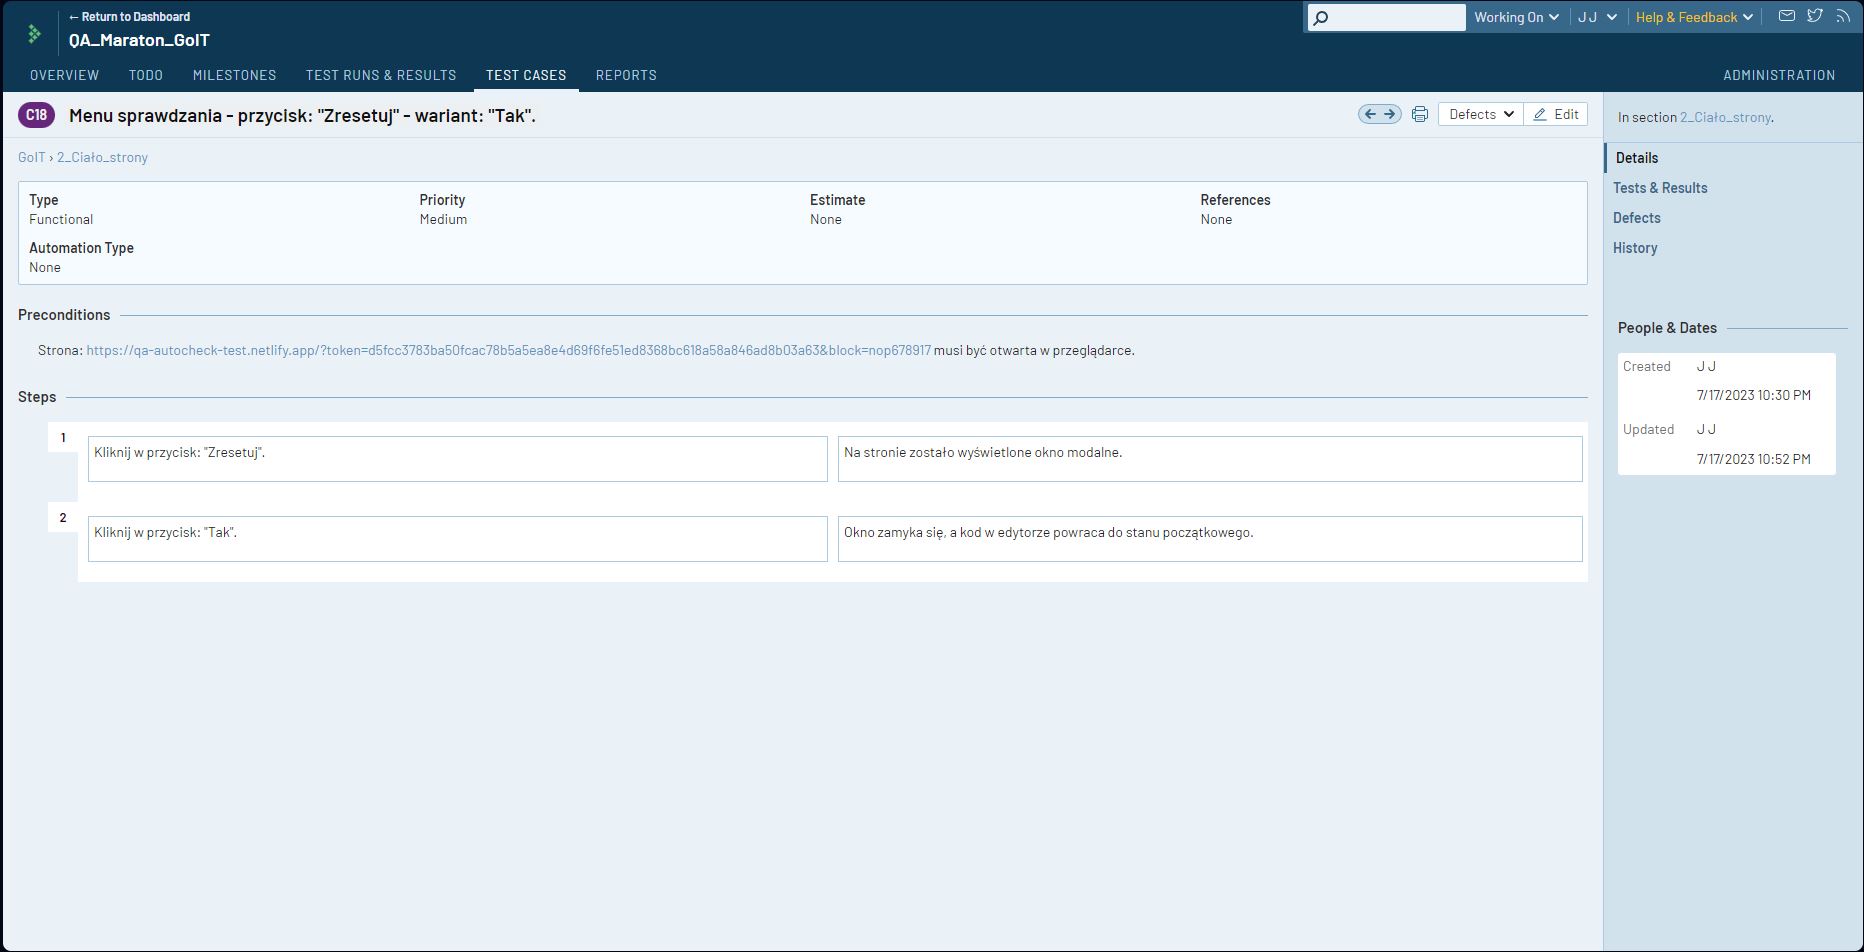 ← Return to Dashboard
QA_Maraton_GoIT
Working On
J J
Help & Feedback
OVERVIEW
TODO
MILESTONES
TEST RUNS & RESULTS
TEST CASES
REPORTS
ADMINISTRATION
C18
Menu sprawdzania - przycisk: "Zresetuj" - wariant: "Tak".
Defects
Edit
GoIT › 2_Ciało_strony
Type
Functional
Priority
Medium
Estimate
None
References
None
Automation Type
None
Preconditions
Strona: https://qa-autocheck-test.netlify.app/?token=d5fcc3783ba50fcac78b5a5ea8e4d69f6fe51ed8368bc618a58a846ad8b03a63&block=nop678917 musi być otwarta w przeglądarce.
Steps
1
Kliknij w przycisk: "Zresetuj".
Na stronie zostało wyświetlone okno modalne.
2
Kliknij w przycisk: "Tak".
Okno zamyka się, a kod w edytorze powraca do stanu początkowego.
In section 2_Ciało_strony.
Details
Tests & Results
Defects
History
People & Dates
Created J J
7/17/2023 10:30 PM
Updated J J
7/17/2023 10:52 PM